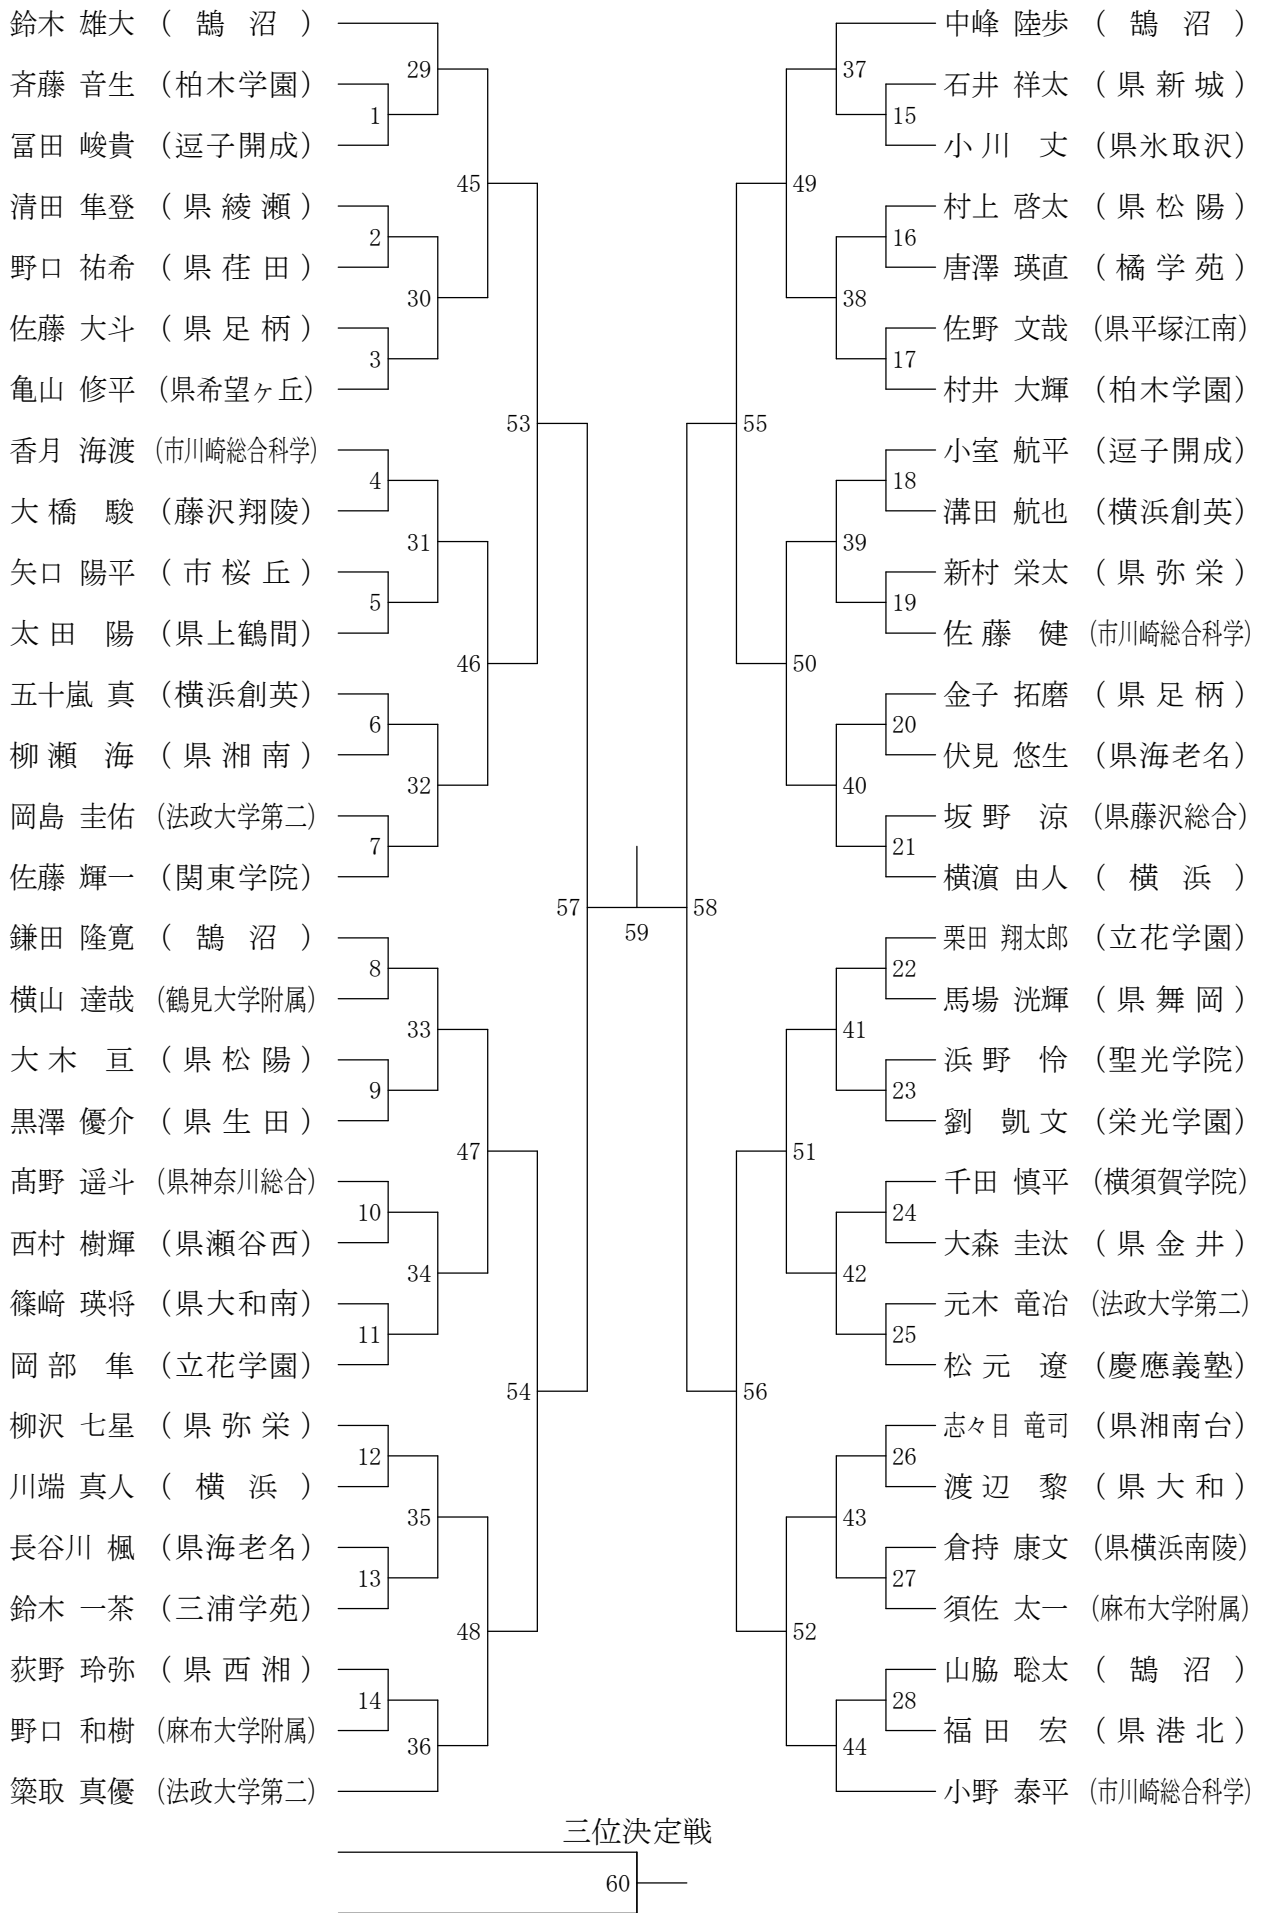 鈴木 雄大 (鵠沼)
斉藤 音生 (柏木学園)
冨田 峻貴 (逗子開成)
清田 隼登 (県綾瀬)
野口 祐希 (県荏田)
佐藤 大斗 (県足柄)
亀山 修平 (県希望ヶ丘)
香月 海渡 (市川崎総合科学)
大橋 駿 (藤沢翔陵)
矢口 陽平 (市桜丘)
太田 陽 (県上鶴間)
五十嵐 真 (横浜創英)
柳瀬 海 (県湘南)
岡島 圭佑 (法政大学第二)
佐藤 輝一 (関東学院)
鎌田 隆寛 (鵠沼)
横山 達哉 (鶴見大学附属)
大木 亘 (県松陽)
黒澤 優介 (県生田)
髙野 遥斗 (県神奈川総合)
西村 樹輝 (県瀬谷西)
篠﨑 瑛将 (県大和南)
岡部 隼 (立花学園)
柳沢 七星 (県弥栄)
川端 真人 (横浜)
長谷川 楓 (県海老名)
鈴木 一茶 (三浦学苑)
荻野 玲弥 (県西湘)
野口 和樹 (麻布大学附属)
簗取 真優 (法政大学第二)
1
2
3
4
5
6
7
8
9
10
11
12
13
14
29
30
31
32
33
34
35
36
45
46
47
48
53
54
57
59
58
55
56
49
50
51
52
37
38
39
40
41
42
43
44
15
16
17
18
19
20
21
22
23
24
25
26
27
28
中峰 陸歩 (鵠沼)
石井 祥太 (県新城)
小川 丈 (県氷取沢)
村上 啓太 (県松陽)
唐澤 瑛直 (橘学苑)
佐野 文哉 (県平塚江南)
村井 大輝 (柏木学園)
小室 航平 (逗子開成)
溝田 航也 (横浜創英)
新村 栄太 (県弥栄)
佐藤 健 (市川崎総合科学)
金子 拓磨 (県足柄)
伏見 悠生 (県海老名)
坂野 涼 (県藤沢総合)
横濵 由人 (横浜)
栗田 翔太郎 (立花学園)
馬場 洸輝 (県舞岡)
浜野 怜 (聖光学院)
劉 凱文 (栄光学園)
千田 慎平 (横須賀学院)
大森 圭汰 (県金井)
元木 竜冶 (法政大学第二)
松元 遼 (慶應義塾)
志々目 竜司 (県湘南台)
渡辺 黎 (県大和)
倉持 康文 (県横浜南陵)
須佐 太一 (麻布大学附属)
山脇 聡太 (鵠沼)
福田 宏 (県港北)
小野 泰平 (市川崎総合科学)
三位決定戦
60